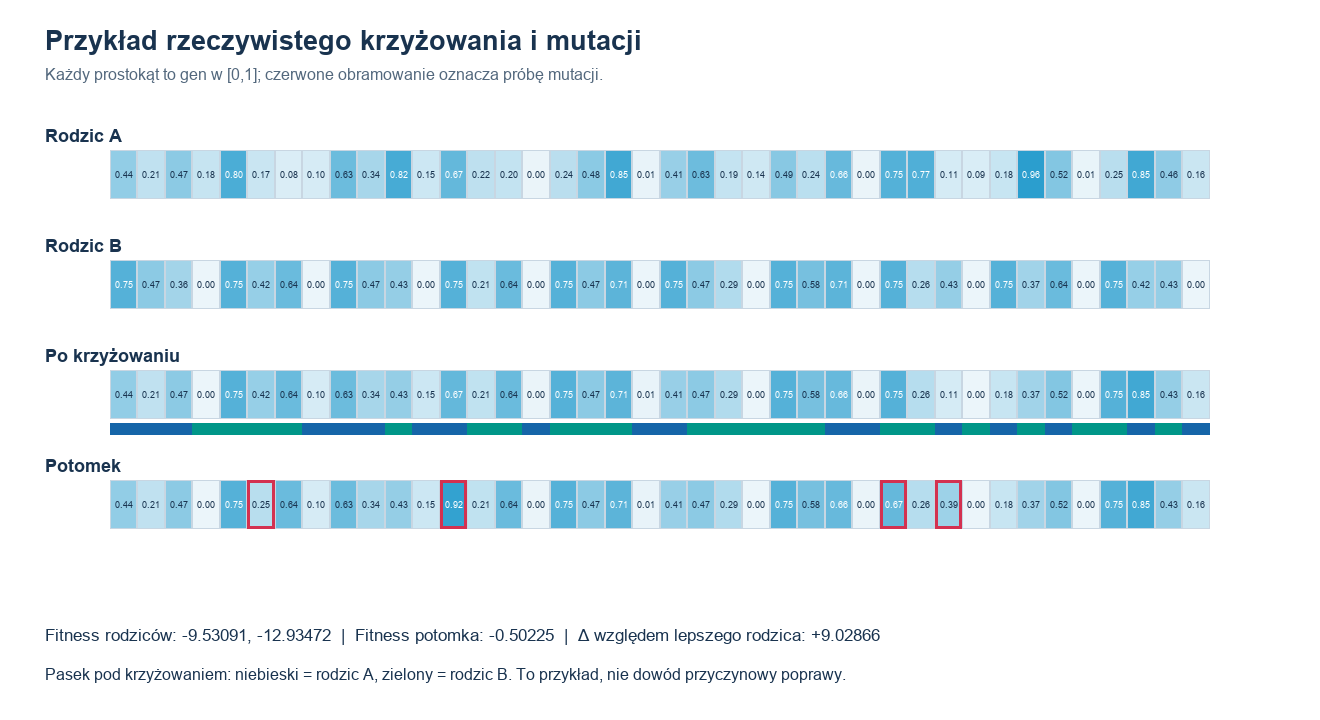 Przykład rzeczywistego krzyżowania i mutacji
Każdy prostokąt to gen w [0,1]; czerwone obramowanie oznacza próbę mutacji.
Rodzic A
0.44 0.21 0.47 0.18 0.80 0.17 0.08 0.10 0.63 0.34 0.82 0.15 0.67 0.22 0.20 0.00 0.24 0.48 0.85 0.01 0.41 0.63 0.19 0.14 0.49 0.24 0.66 0.00 0.75 0.77 0.11 0.09 0.18 0.96 0.52 0.01 0.25 0.85 0.46 0.16
Rodzic B
0.75 0.47 0.36 0.00 0.75 0.42 0.64 0.00 0.75 0.47 0.43 0.00 0.75 0.21 0.64 0.00 0.75 0.47 0.71 0.00 0.75 0.47 0.29 0.00 0.75 0.58 0.71 0.00 0.75 0.26 0.43 0.00 0.75 0.37 0.64 0.00 0.75 0.42 0.43 0.00
Po krzyżowaniu
0.44 0.21 0.47 0.00 0.75 0.42 0.64 0.10 0.63 0.34 0.43 0.15 0.67 0.21 0.64 0.00 0.75 0.47 0.71 0.01 0.41 0.47 0.29 0.00 0.75 0.58 0.66 0.00 0.75 0.26 0.11 0.00 0.18 0.37 0.52 0.00 0.75 0.85 0.43 0.16
Potomek
0.44 0.21 0.47 0.00 0.75 0.25 0.64 0.10 0.63 0.34 0.43 0.15 0.92 0.21 0.64 0.00 0.75 0.47 0.71 0.01 0.41 0.47 0.29 0.00 0.75 0.58 0.66 0.00 0.67 0.26 0.39 0.00 0.18 0.37 0.52 0.00 0.75 0.85 0.43 0.16
Fitness rodziców: -9.53091, -12.93472 | Fitness potomka: -0.50225 | Δ względem lepszego rodzica: +9.02866
Pasek pod krzyżowaniem: niebieski = rodzic A, zielony = rodzic B. To przykład, nie dowód przyczynowy poprawy.